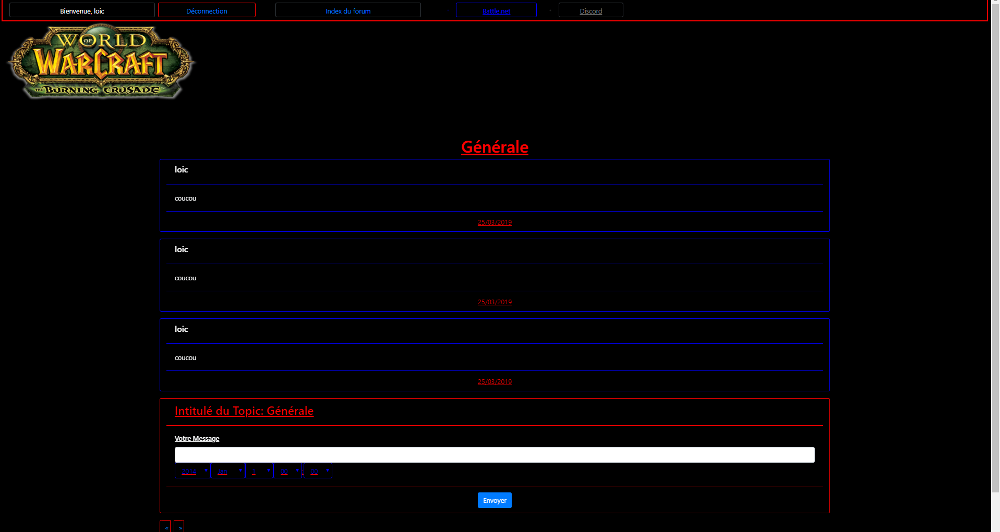 Bienvenue, loic
Déconnection
Index du forum
Battle.net
Discord
WORLD
OF
WARCRAFT
THE BURNING CRUSADE
Générale
loic
coucou
25/03/2019
loic
coucou
25/03/2019
loic
coucou
25/03/2019
Intitulé du Topic: Générale
Votre Message
2014 Jan 1 00 : 00
Envoyer
« »